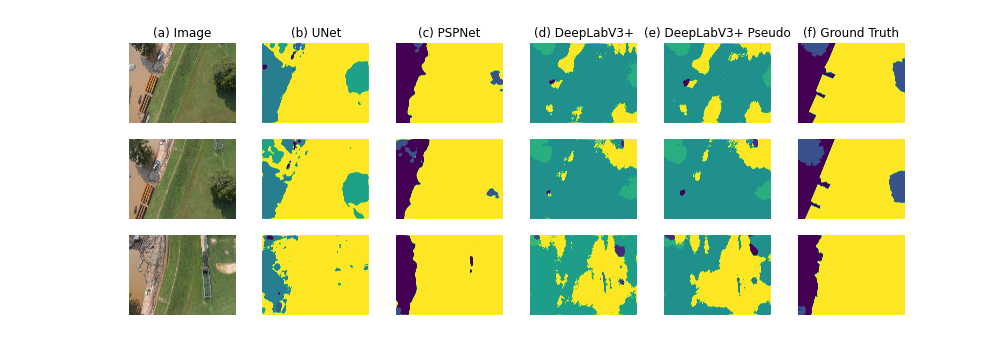 (a) Image
(b) UNet
(c) PSPNet
(d) DeepLabV3+
(e) DeepLabV3+ Pseudo
(f) Ground Truth